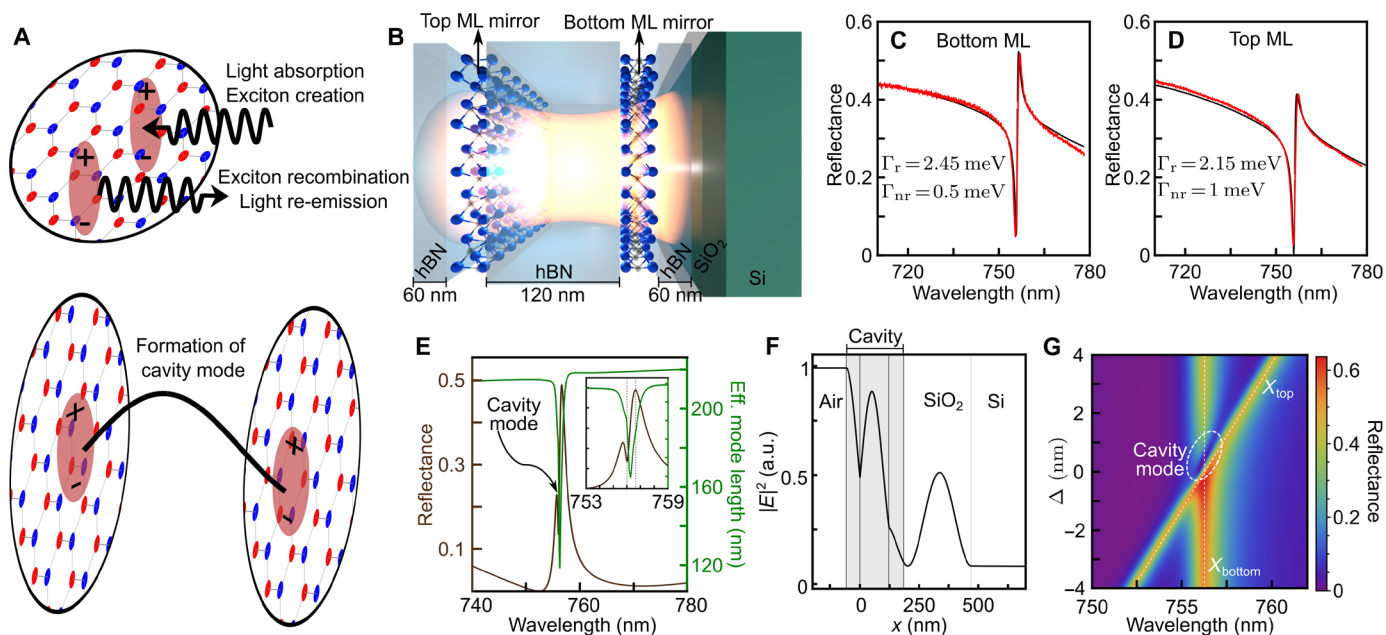 A
Light absorption
Exciton creation
+
-
+
-
Exciton recombination
Light re-emission
Formation of
cavity mode
+
-
+
-
B
Top ML mirror
Bottom ML mirror
hBN
hBN
hBN
SiO2
Si
60 nm
120 nm
60 nm
C
Bottom ML
Reflectance
0.6
0.4
0.2
0
Γr = 2.45 meV
Γnr = 0.5 meV
720
750
780
Wavelength (nm)
D
Top ML
Reflectance
0.6
0.4
0.2
0
Γr = 2.15 meV
Γnr = 1 meV
720
750
780
Wavelength (nm)
E
Reflectance
0.5
0.3
0.1
Cavity
mode
753
759
200
160
120
Eff. mode length (nm)
740
760
780
Wavelength (nm)
F
Cavity
|E|² (a.u.)
1
0.5
0
Air
SiO2
Si
0
250
500
700
x (nm)
G
Δ (nm)
4
2
0
-2
-4
Xtop
Cavity
mode
Xbottom
750
755
760
Wavelength (nm)
0.6
0.4
0.2
0
Reflectance